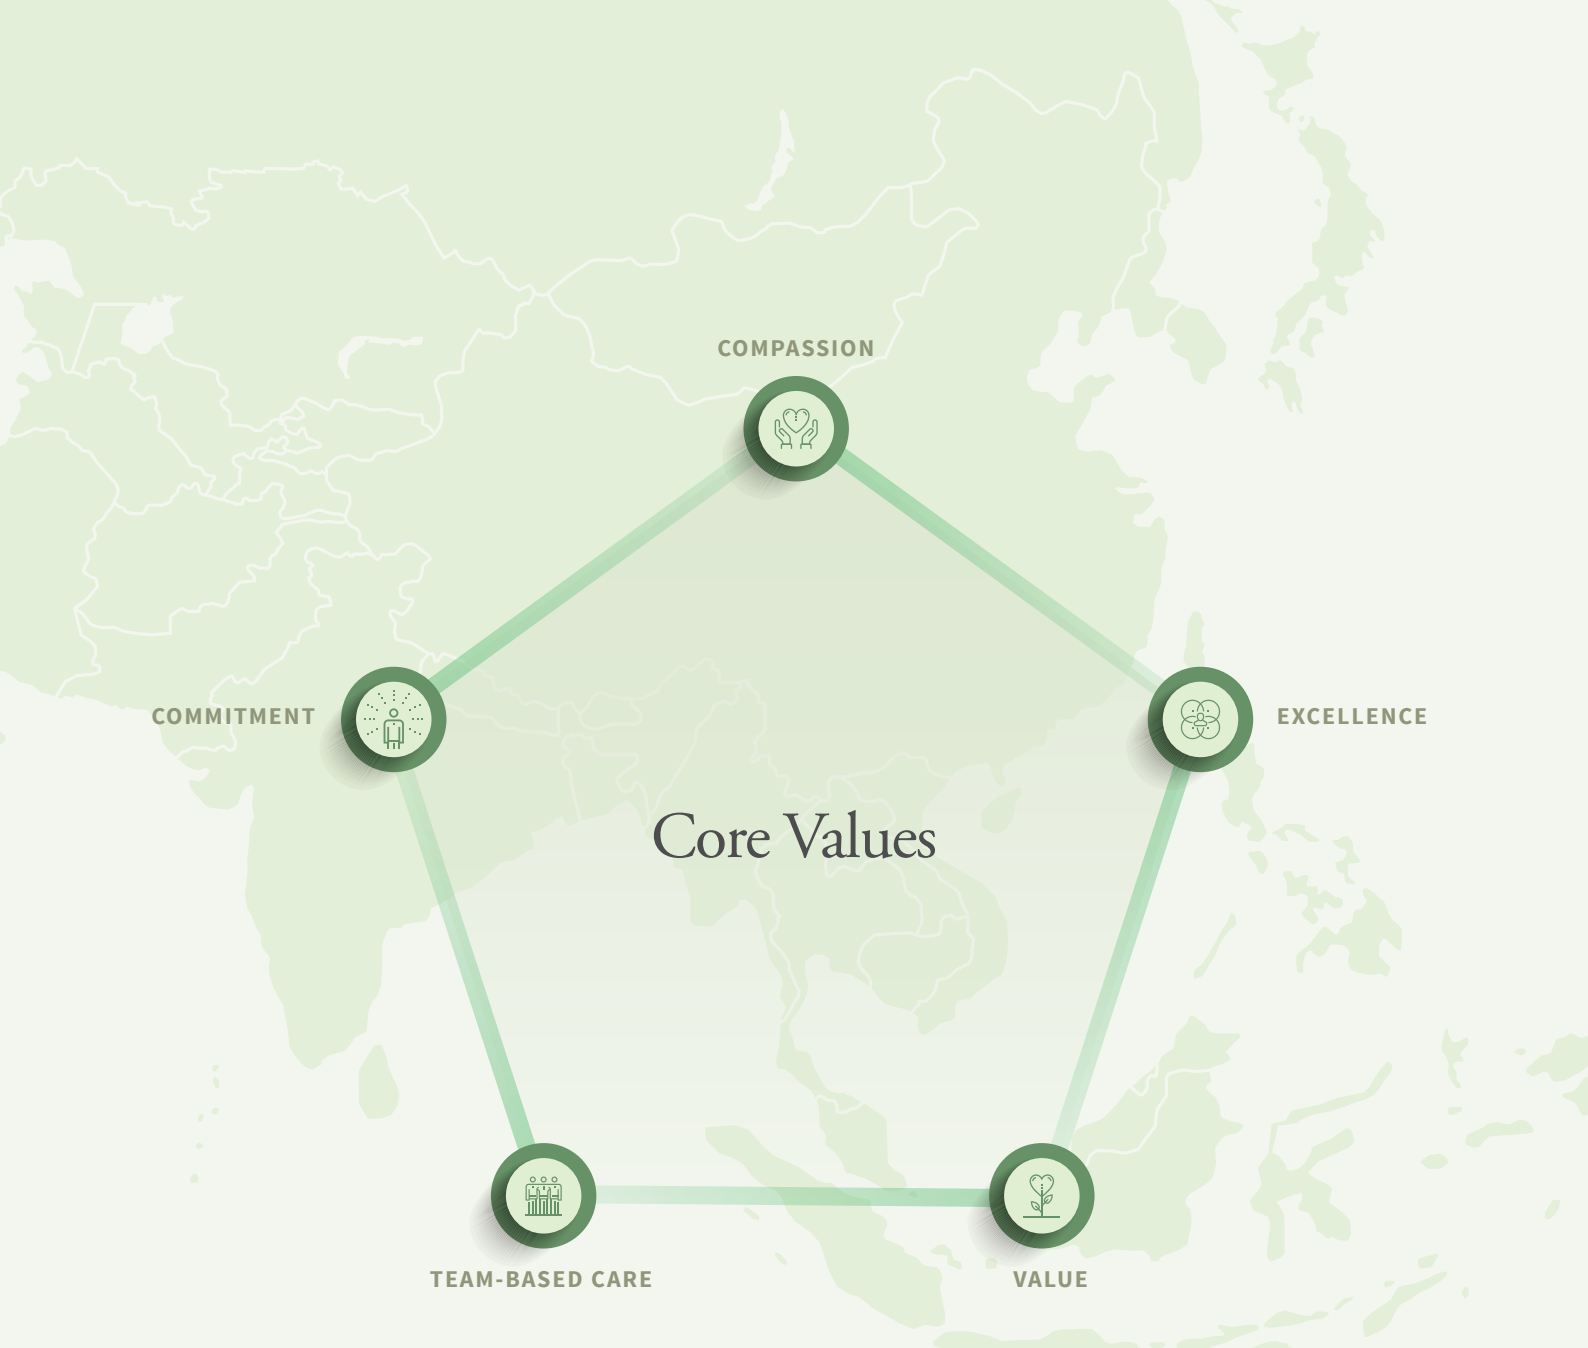 COMPASSION
COMMITMENT
EXCELLENCE
Core Values
TEAM-BASED CARE
VALUE